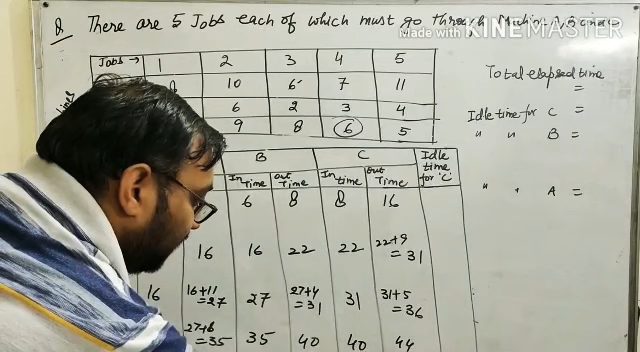 Q. There are 5 Jobs each of which must go through Machine A, B and
Made with KINEMASTER
Jobs → 1 2 3 4 5
8 10 6 7 11
6 2 3 4
9 8 6 5
Total elapsed time =
Idle time for C =
" " B =
" " A =
B C Idle time for 'C'
In Time out Time In time out Time
6 8 8 16
16 16 22 22 22+9 = 31
16 16+11 = 27 27 27+4 = 31 31 31+5 = 36
27+8 = 35 35 40 40 44